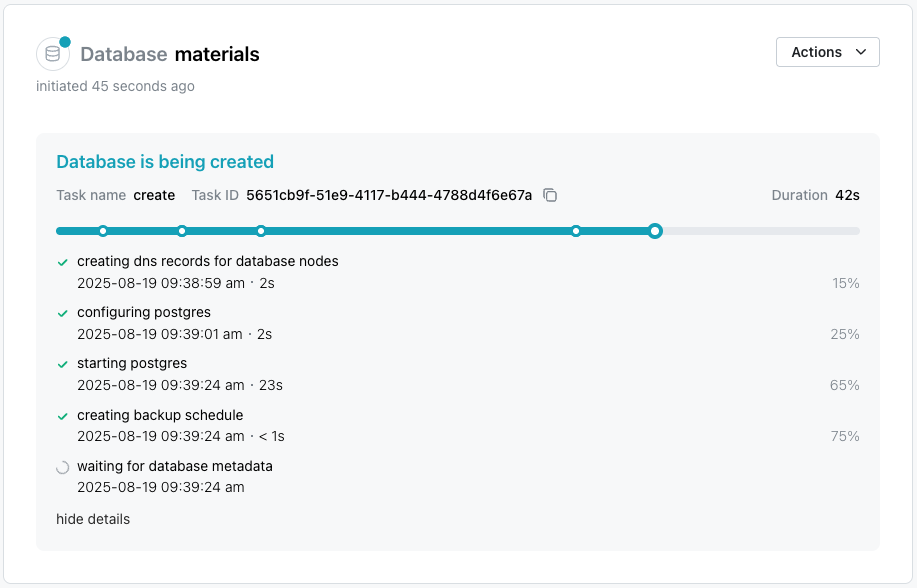 Database materials
Actions
initiated 45 seconds ago
Database is being created
Task name create Task ID 5651cb9f-51e9-4117-b444-4788d4f6e67a Duration 42s
creating dns records for database nodes
2025-08-19 09:38:59 am · 2s 15%
configuring postgres
2025-08-19 09:39:01 am · 2s 25%
starting postgres
2025-08-19 09:39:24 am · 23s 65%
creating backup schedule
2025-08-19 09:39:24 am · < 1s 75%
waiting for database metadata
2025-08-19 09:39:24 am
hide details